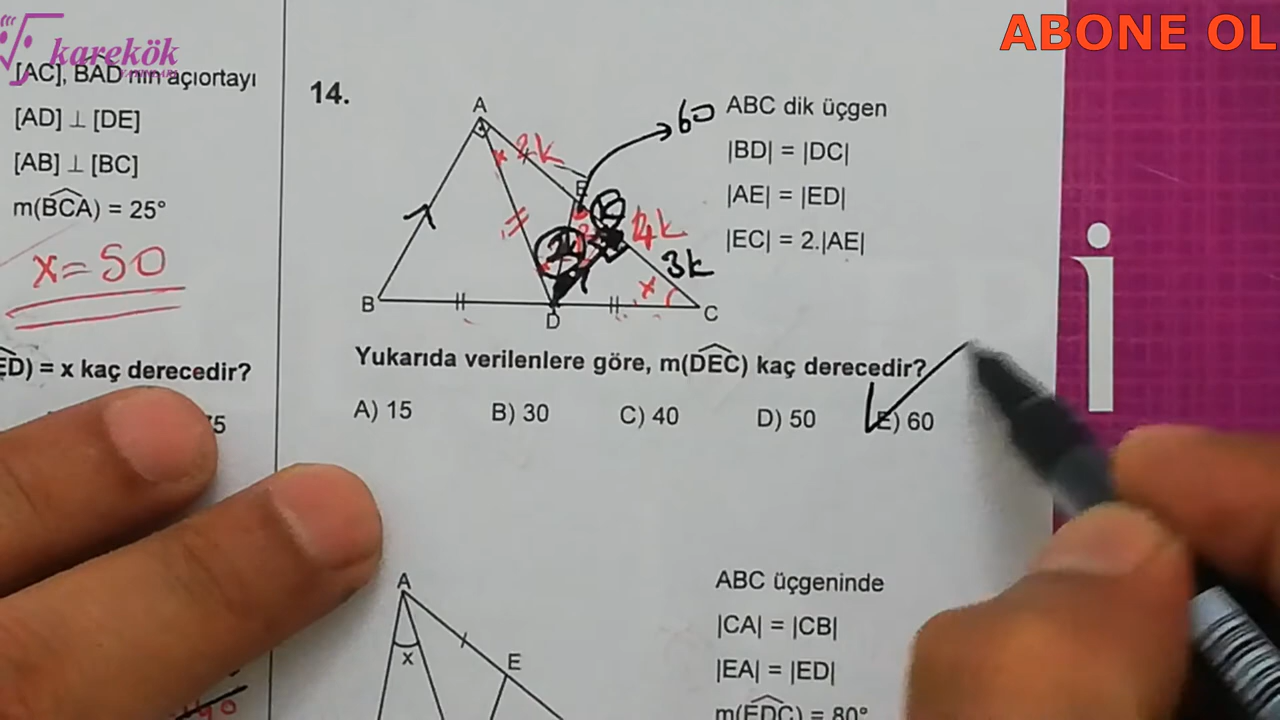 ABONE OL
karekök
[AC], BAD nın açıortayı
[AD] ⊥ [DE]
[AB] ⊥ [BC]
m(BCA) = 25°
x = 50
ED) = x kaç derecedir?
75
14.
A
2k
60
E
k
4k
2k
3k
x
x
B
D
C
ABC dik üçgen
|BD| = |DC|
|AE| = |ED|
|EC| = 2.|AE|
Yukarıda verilenlere göre, m(DEC) kaç derecedir?
A) 15 B) 30 C) 40 D) 50 E) 60
A
x
E
ABC üçgeninde
|CA| = |CB|
|EA| = |ED|
m(EDC) = 80°
i